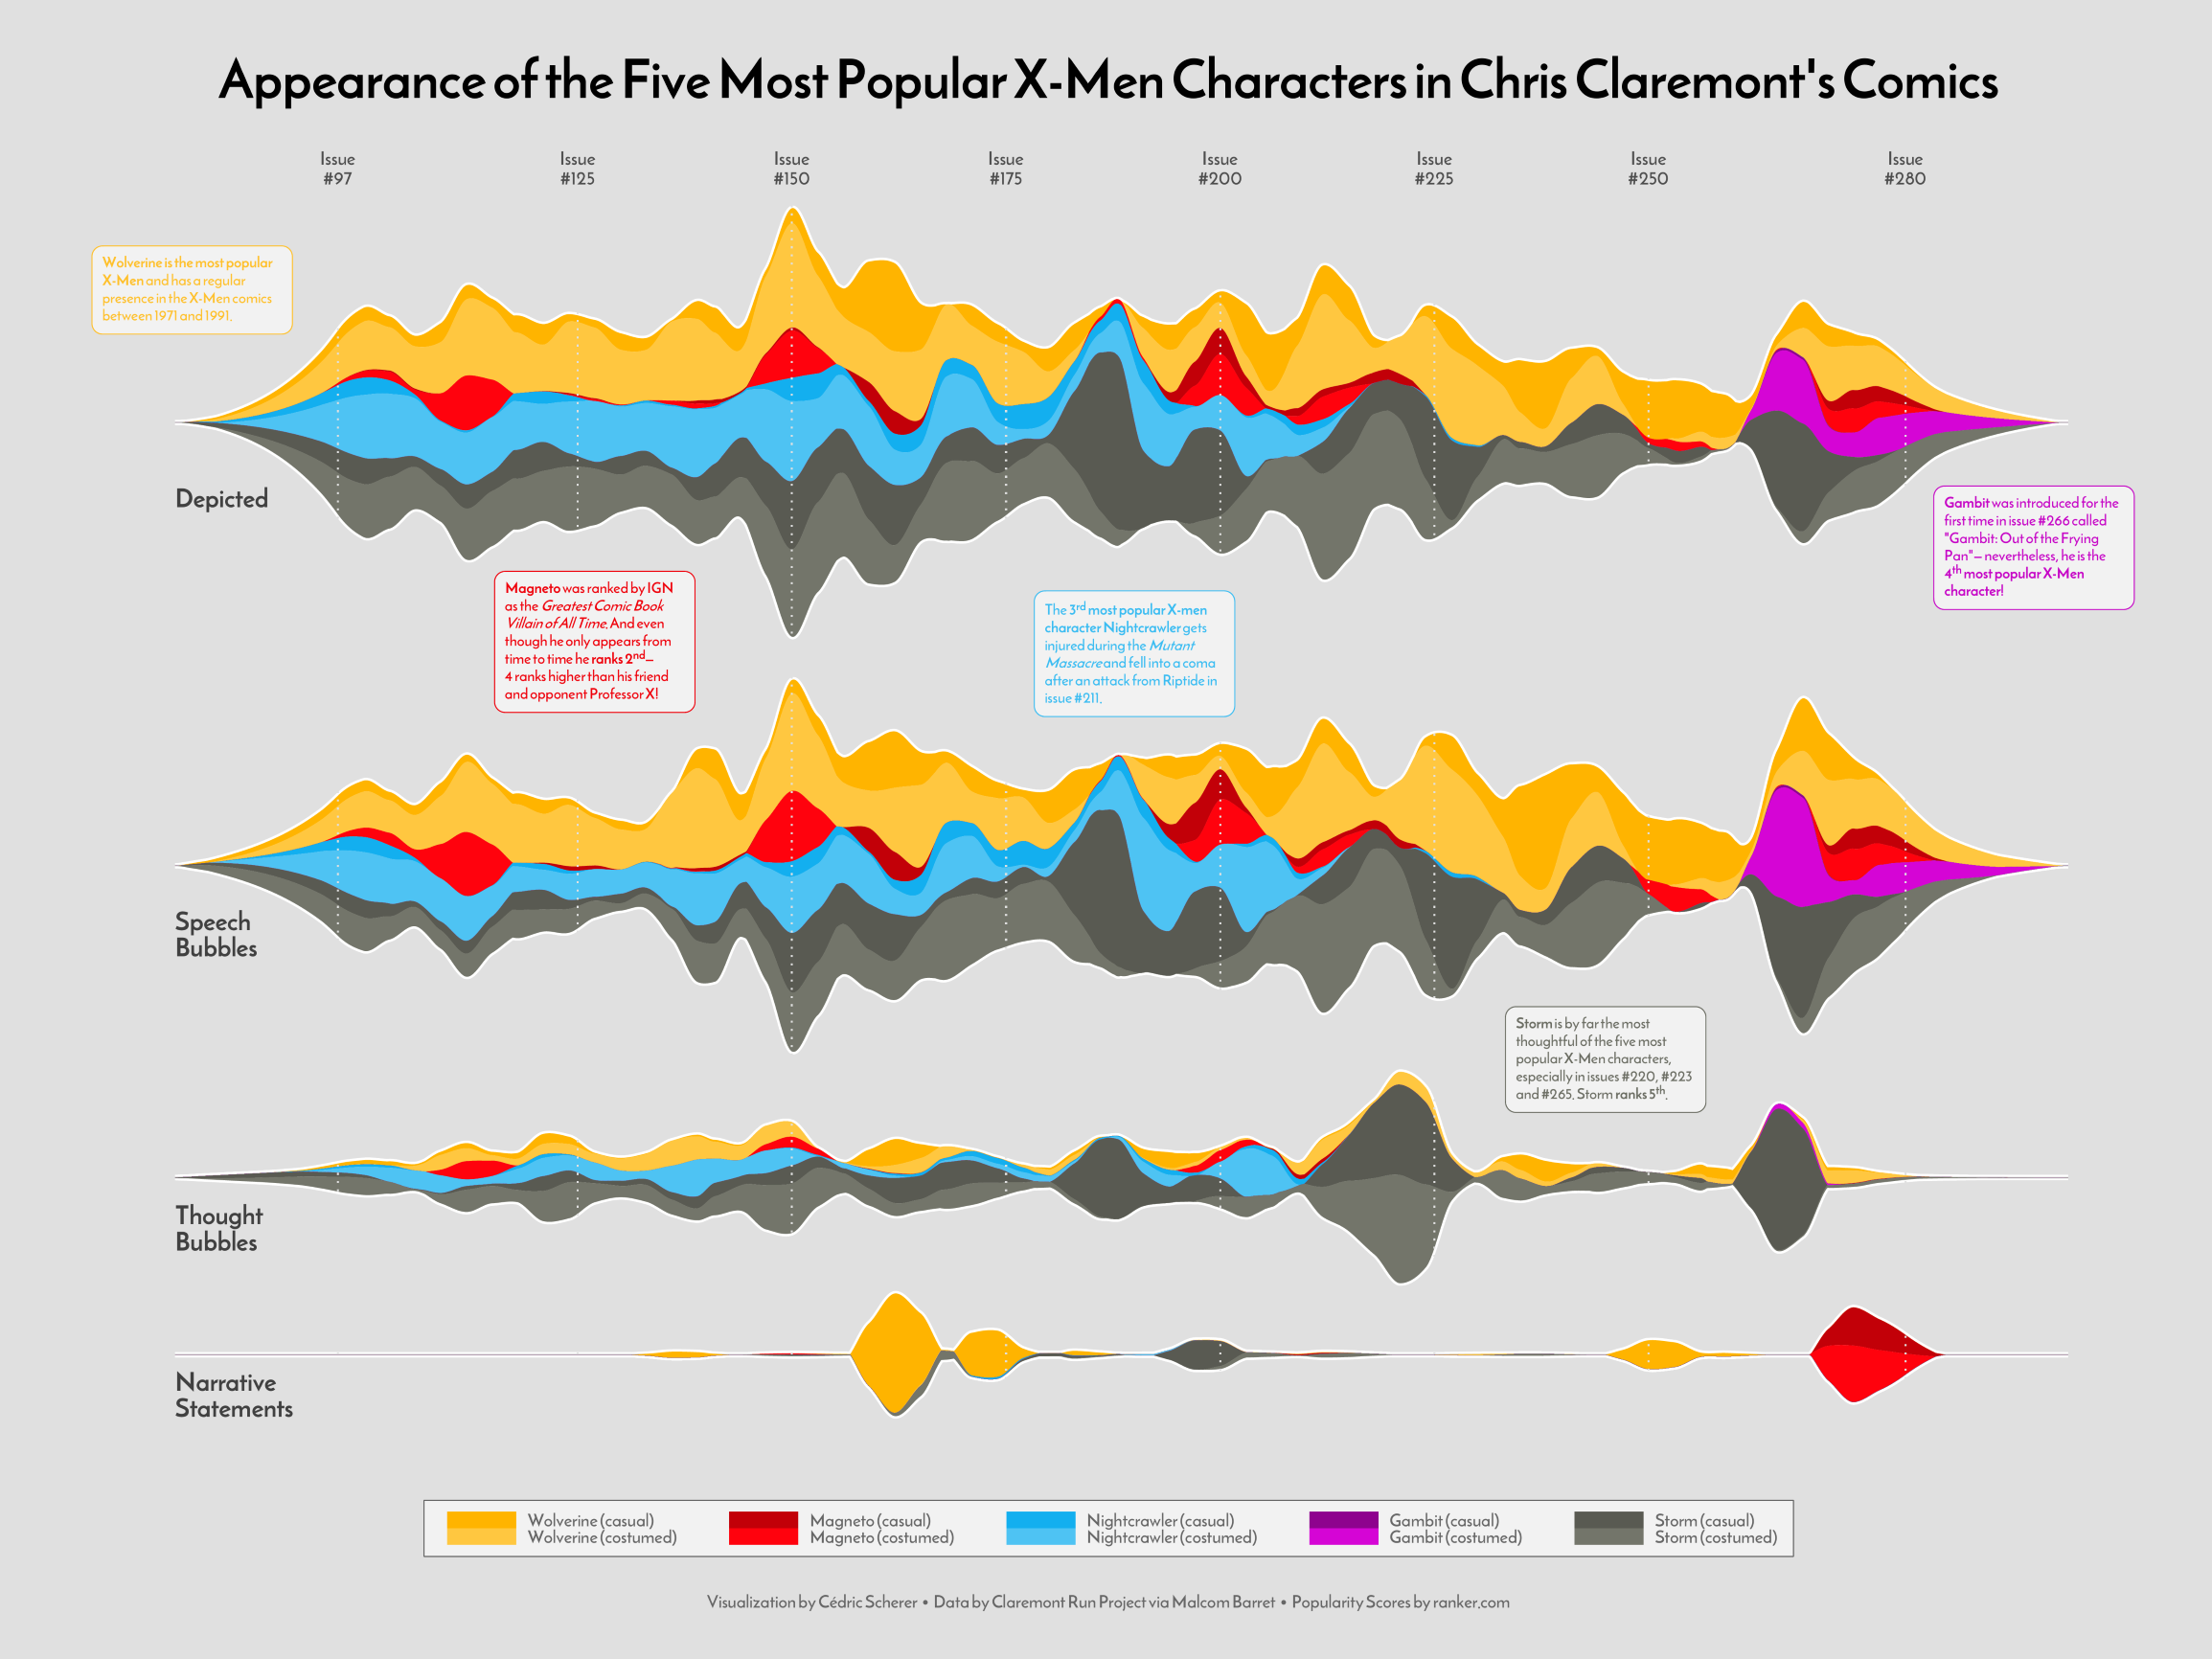 Appearance of the Five Most Popular X-Men Characters in Chris Claremont's Comics
Issue
#97
Issue
#125
Issue
#150
Issue
#175
Issue
#200
Issue
#225
Issue
#250
Issue
#280
Wolverine is the most popular
X-Men and has a regular
presence in the X-Men comics
between 1971 and 1991.
Depicted
Gambit was introduced for the
first time in issue #266 called
"Gambit: Out of the Frying
Pan"— nevertheless, he is the
4th most popular X-Men
character!
Magneto was ranked by IGN
as the Greatest Comic Book
Villain of All Time. And even
though he only appears from
time to time he ranks 2nd—
4 ranks higher than his friend
and opponent Professor X!
The 3rd most popular X-men
character Nightcrawler gets
injured during the Mutant
Massacre and fell into a coma
after an attack from Riptide in
issue #211.
Speech
Bubbles
Storm is by far the most
thoughtful of the five most
popular X-Men characters,
especially in issues #220, #223
and #265. Storm ranks 5th.
Thought
Bubbles
Narrative
Statements
Wolverine (casual)
Wolverine (costumed)
Magneto (casual)
Magneto (costumed)
Nightcrawler (casual)
Nightcrawler (costumed)
Gambit (casual)
Gambit (costumed)
Storm (casual)
Storm (costumed)
Visualization by Cédric Scherer • Data by Claremont Run Project via Malcom Barret • Popularity Scores by ranker.com